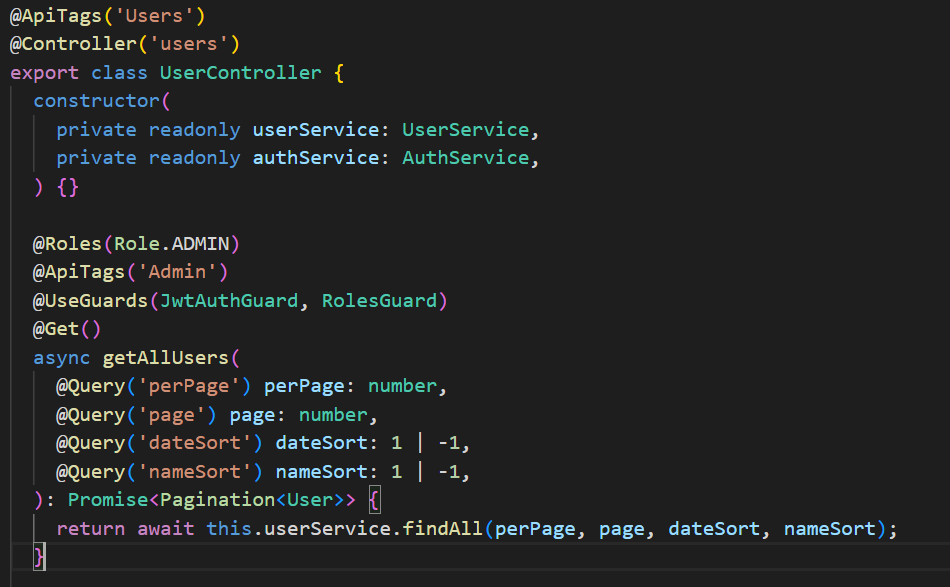 @ApiTags('Users')
@Controller('users')
export class UserController {
  constructor(
    private readonly userService: UserService,
    private readonly authService: AuthService,
  ) {}

  @Roles(Role.ADMIN)
  @ApiTags('Admin')
  @UseGuards(JwtAuthGuard, RolesGuard)
  @Get()
  async getAllUsers(
    @Query('perPage') perPage: number,
    @Query('page') page: number,
    @Query('dateSort') dateSort: 1 | -1,
    @Query('nameSort') nameSort: 1 | -1,
  ): Promise<Pagination<User>> {
    return await this.userService.findAll(perPage, page, dateSort, nameSort);
  }